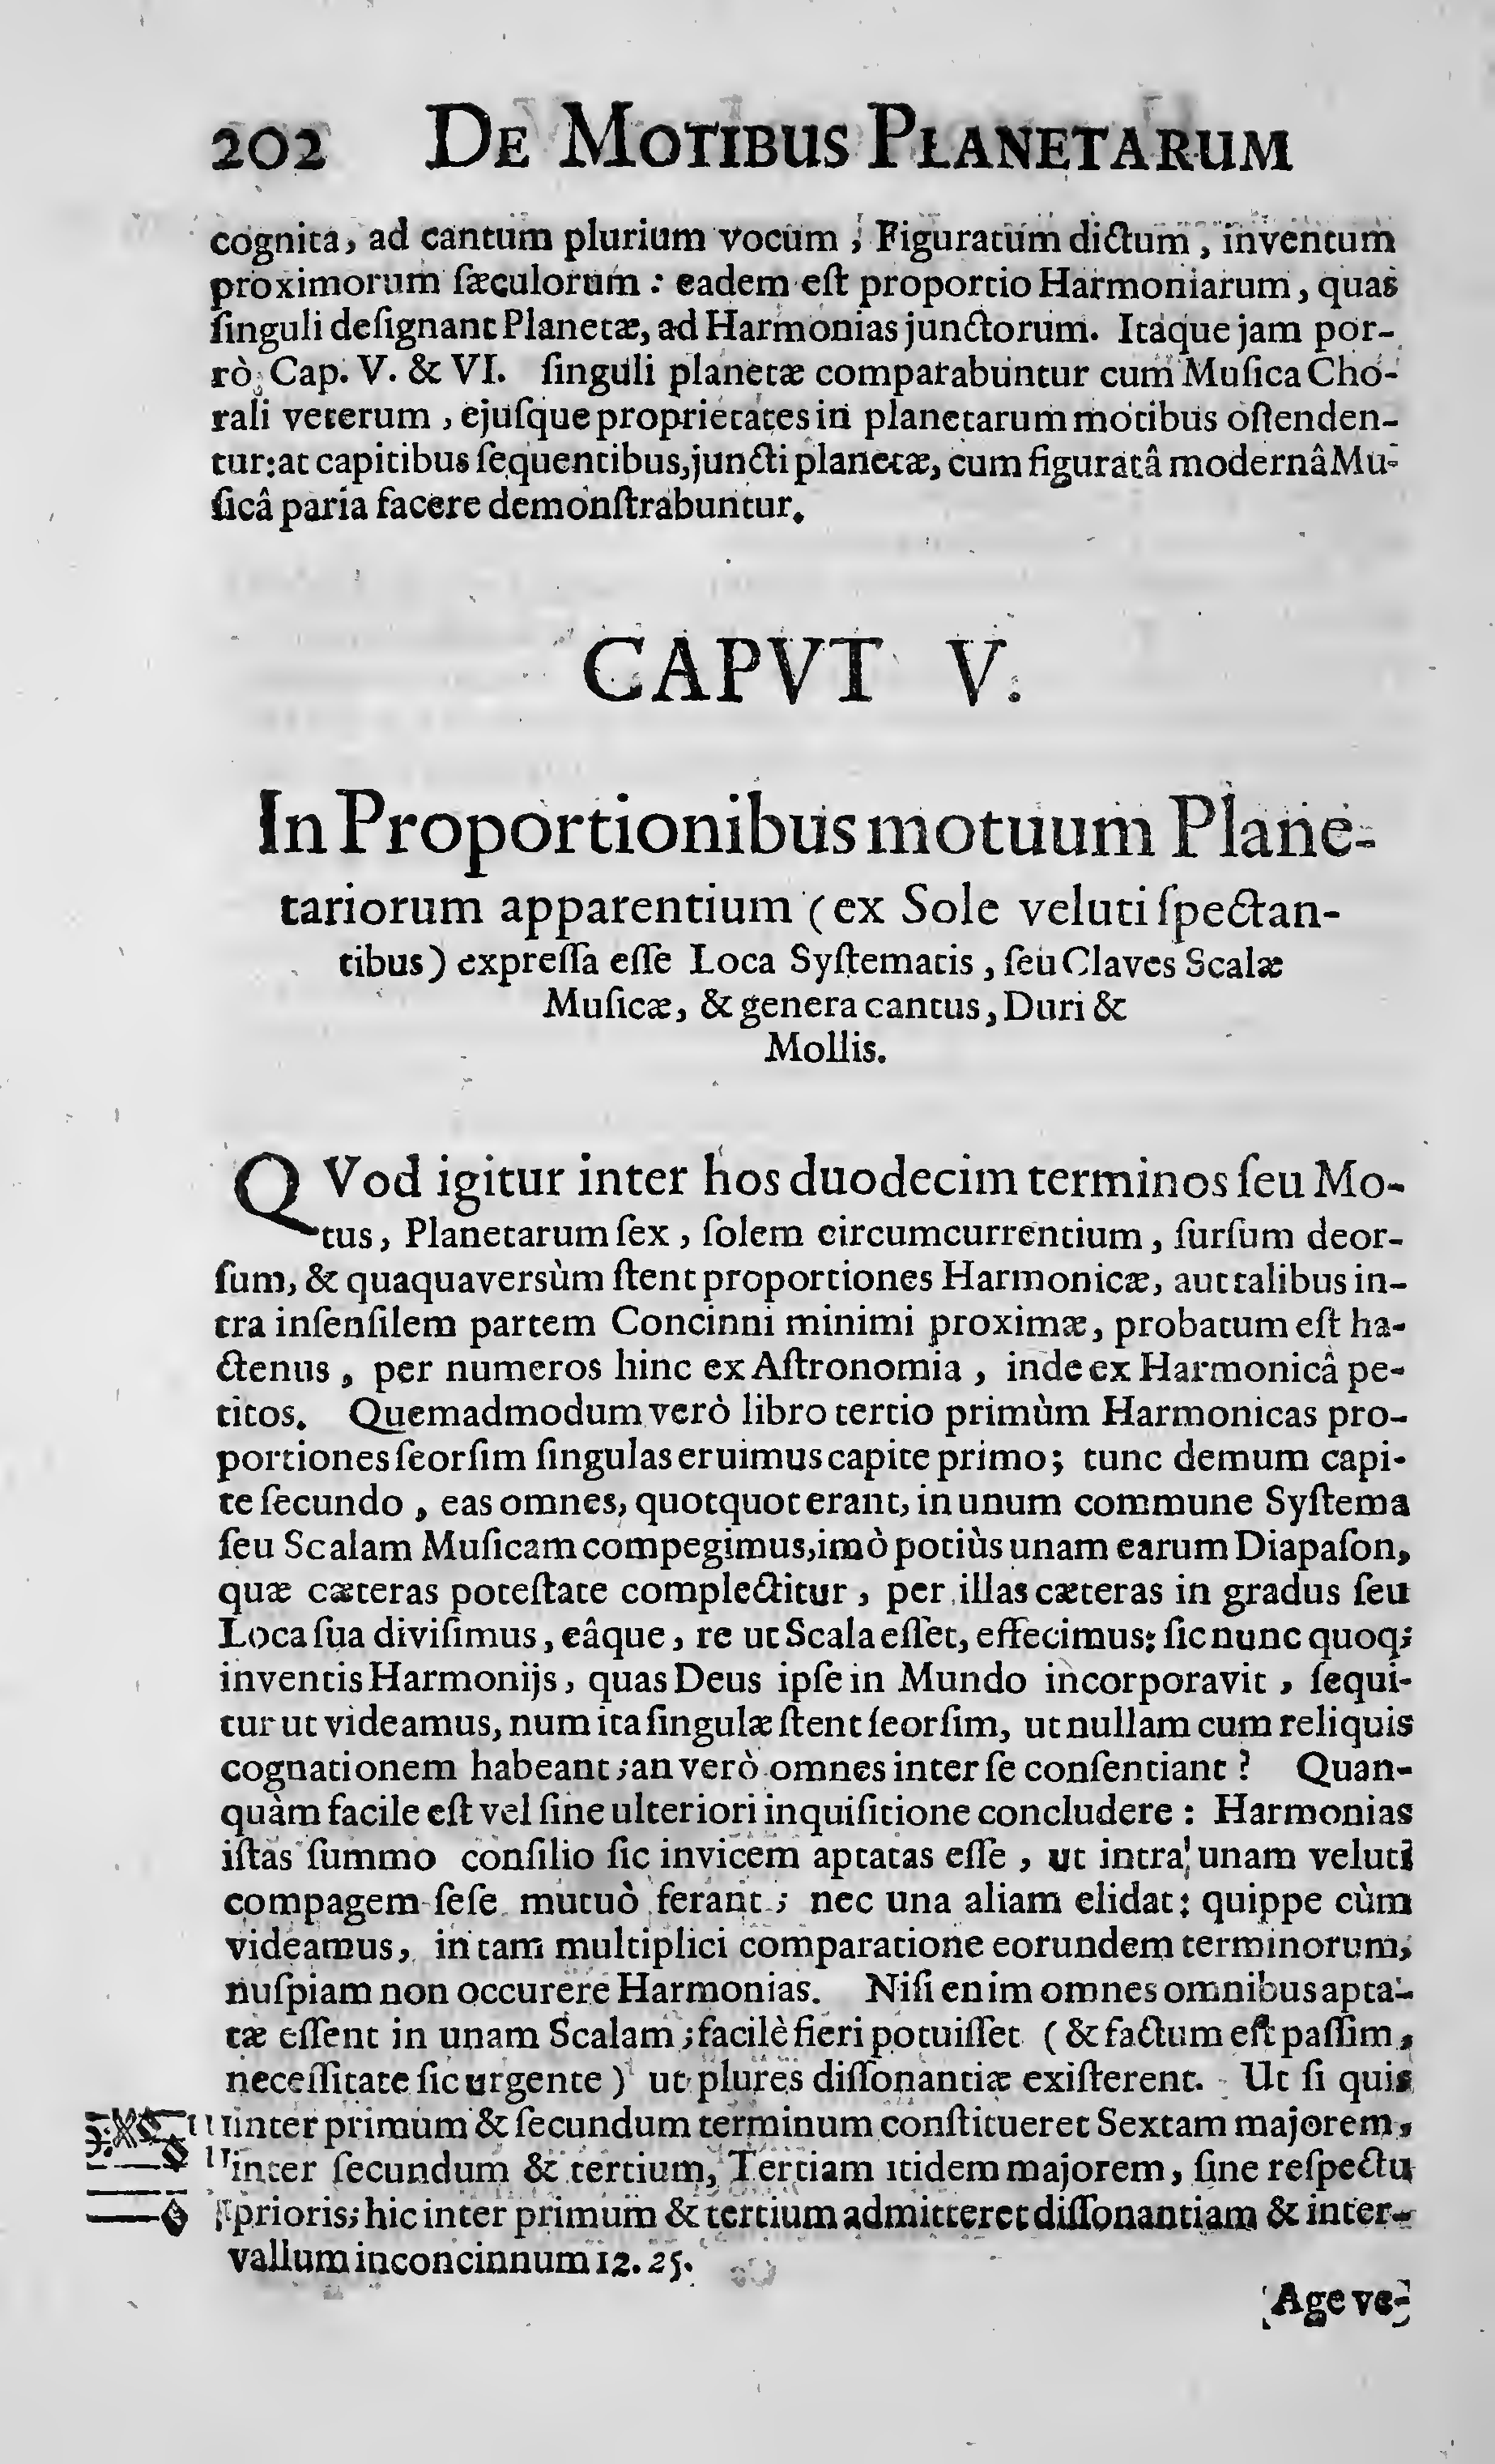 202 De Motibus Planetarum
cognita, ad cantum plurium vocum, Figuratum dictum, inventum
proximorum ſæculorum: eadem eſt proportio Harmoniarum, quas
ſinguli deſignant Planetæ, ad Harmonias junctorum. Itaque jam por-
rò, Cap. V. & VI. ſinguli planetæ comparabuntur cum Muſica Cho-
rali veterum, ejuſque proprietates in planetarum motibus oſtenden-
tur: at capitibus ſequentibus, juncti planetæ, cum figuratâ modernâ Mu-
ſicâ paria facere demonſtrabuntur.
CAPVT V.
In Proportionibus motuum Plane-
tariorum apparentium (ex Sole veluti ſpectan-
tibus) expreſſa eſſe Loca Syſtematis, ſeu Claves Scalæ
Muſicæ, & genera cantus, Duri &
Mollis.
QVod igitur inter hos duodecim terminos ſeu Mo-
tus, Planetarum ſex, ſolem circumcurrentium, ſurſum deor-
ſum, & quaquaversùm ſtent proportiones Harmonicæ, aut talibus in-
tra inſenſilem partem Concinni minimi proximæ, probatum eſt ha-
ctenus, per numeros hinc ex Aſtronomia, inde ex Harmonicâ pe-
titos. Quemadmodum verò libro tertio primùm Harmonicas pro-
portiones ſeorſim ſingulas eruimus capite primo; tunc demum capi-
te ſecundo, eas omnes, quotquot erant, in unum commune Syſtema
ſeu Scalam Muſicam compegimus, imò potiùs unam earum Diapaſon,
quæ cæteras poteſtate complectitur, per illas cæteras in gradus ſeu
Loca ſua diviſimus, eâque, re ut Scala eſſet, effecimus: ſic nunc quoq;
inventis Harmonijs, quas Deus ipſe in Mundo incorporavit, ſequi-
tur ut videamus, num ita ſingulæ ſtent ſeorſim, ut nullam cum reliquis
cognationem habeant; an verò omnes inter ſe conſentiant? Quan-
quàm facile eſt vel ſine ulteriori inquiſitione concludere: Harmonias
iſtas ſummo conſilio ſic invicem aptatas eſſe, ut intra unam veluti
compagem ſeſe mutuò ferant; nec una aliam elidat: quippe cùm
videamus, in tam multiplici comparatione eorundem terminorum,
nuſpiam non occurere Harmonias. Niſi enim omnes omnibus apta-
tæ eſſent in unam Scalam; facilè fieri potuiſſet (& factum eſt paſſim,
neceſſitate ſic urgente) ut plures diſſonantiæ exiſterent. Ut ſi quis
inter primum & ſecundum terminum conſtitueret Sextam majorem,
inter ſecundum & tertium, Tertiam itidem majorem, ſine reſpectu
prioris; hic inter primum & tertium admitteret diſſonantiam & inter-
vallum inconcinnum 12. 25.
Age ve-